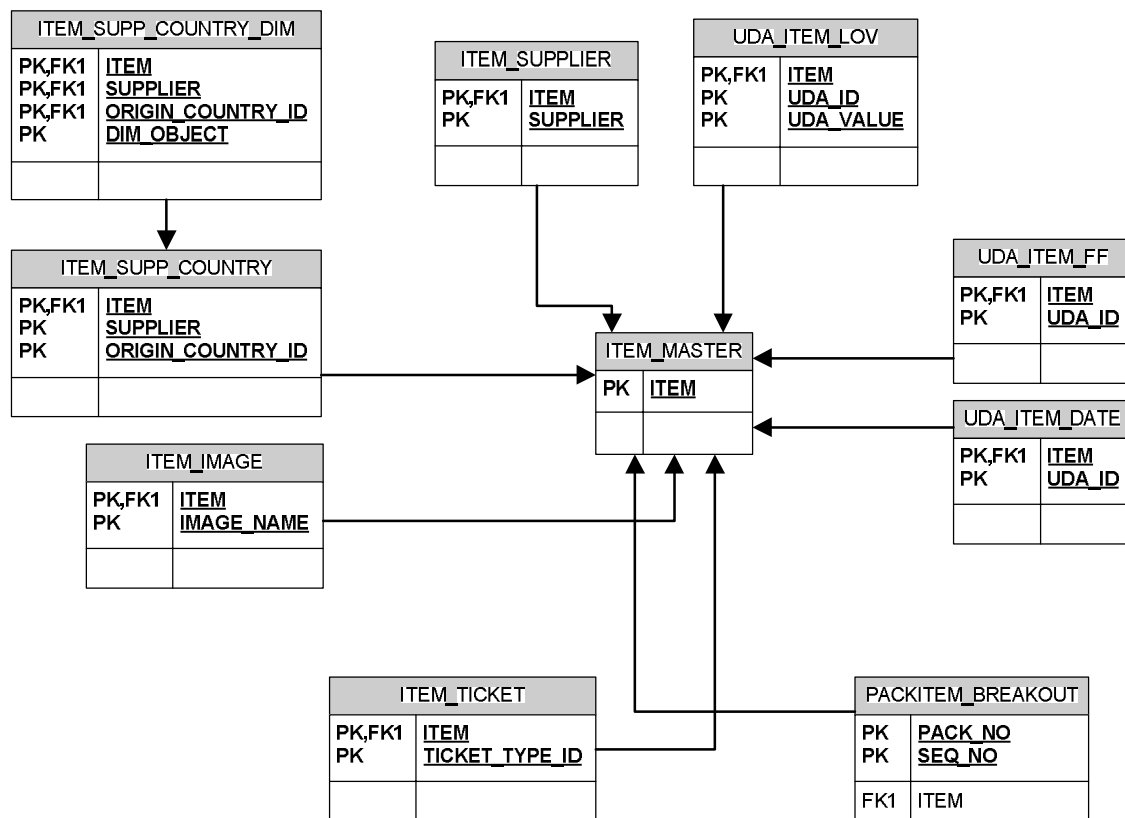 ITEM_SUPP_COUNTRY_DIM
PK,FK1 ITEM
PK,FK1 SUPPLIER
PK,FK1 ORIGIN_COUNTRY_ID
PK DIM_OBJECT
ITEM_SUPPLIER
PK,FK1 ITEM
PK SUPPLIER
UDA_ITEM_LOV
PK,FK1 ITEM
PK UDA_ID
PK UDA_VALUE
ITEM_SUPP_COUNTRY
PK,FK1 ITEM
PK SUPPLIER
PK ORIGIN_COUNTRY_ID
UDA_ITEM_FF
PK,FK1 ITEM
PK UDA_ID
ITEM_MASTER
PK ITEM
UDA_ITEM_DATE
PK,FK1 ITEM
PK UDA_ID
ITEM_IMAGE
PK,FK1 ITEM
PK IMAGE_NAME
ITEM_TICKET
PK,FK1 ITEM
PK TICKET_TYPE_ID
PACKITEM_BREAKOUT
PK PACK_NO
PK SEQ_NO
FK1 ITEM